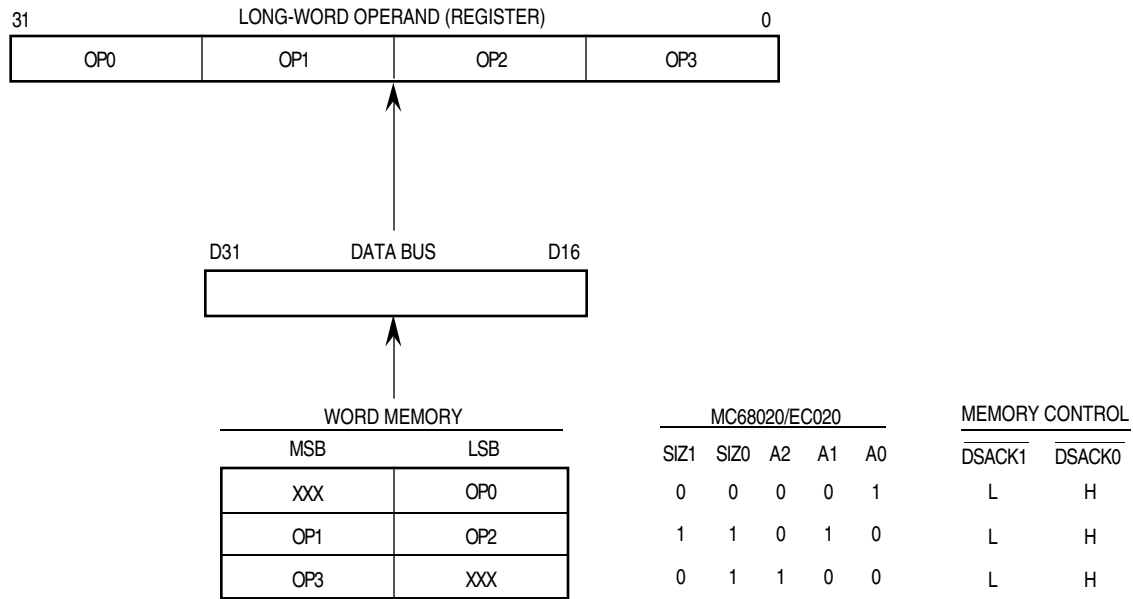 31 LONG-WORD OPERAND (REGISTER) 0
OP0 OP1 OP2 OP3
D31 DATA BUS D16
WORD MEMORY MC68020/EC020 MEMORY CONTROL
MSB LSB SIZ1 SIZ0 A2 A1 A0 DSACK1 DSACK0
XXX OP0 0 0 0 0 1 L H
OP1 OP2 1 1 0 1 0 L H
OP3 XXX 0 1 1 0 0 L H